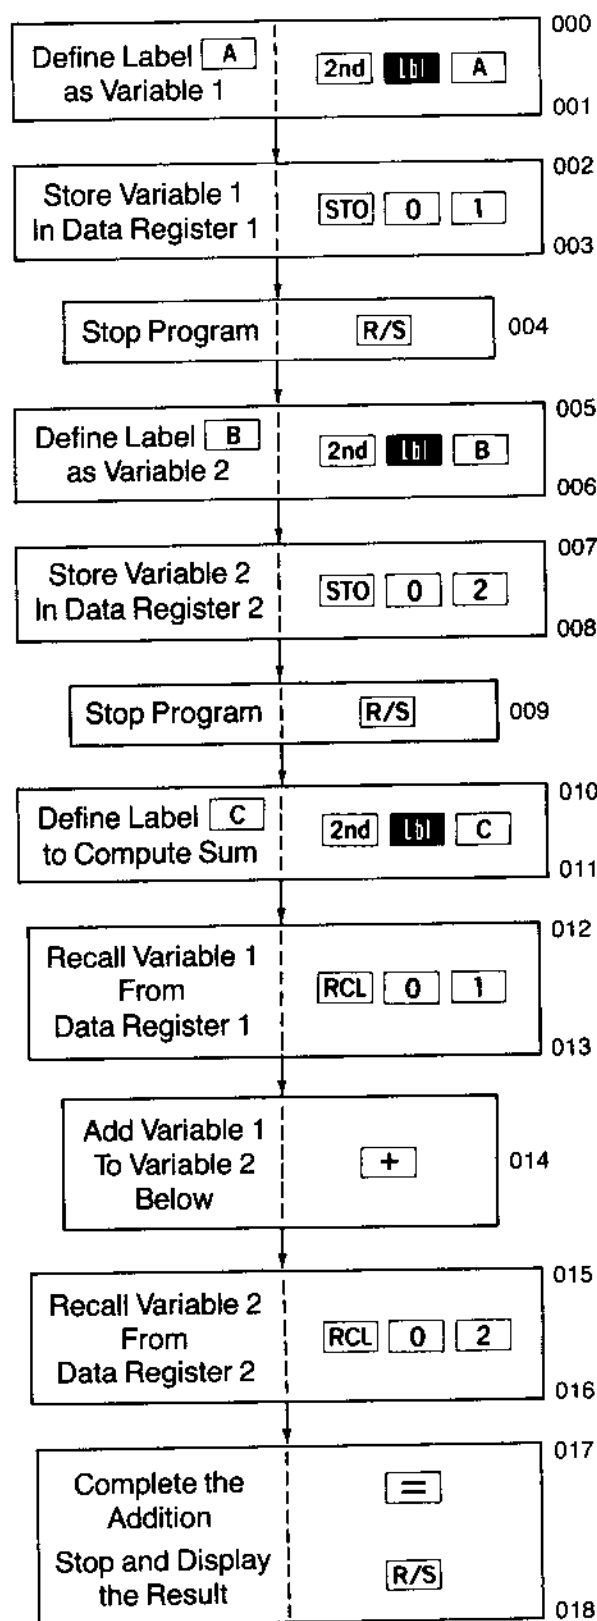 000
Define Label A
as Variable 1
2nd Lbl A
001
002
Store Variable 1
In Data Register 1
STO 0 1
003
Stop Program
R/S
004
005
Define Label B
as Variable 2
2nd Lbl B
006
007
Store Variable 2
In Data Register 2
STO 0 2
008
Stop Program
R/S
009
010
Define Label C
to Compute Sum
2nd Lbl C
011
012
Recall Variable 1
From
Data Register 1
RCL 0 1
013
Add Variable 1
To Variable 2
Below
+
014
015
Recall Variable 2
From
Data Register 2
RCL 0 2
016
017
Complete the
Addition
=
Stop and Display
the Result
R/S
018